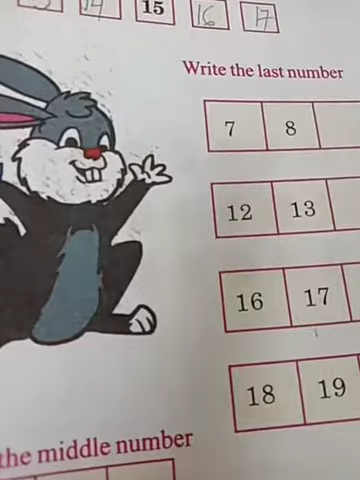 14 15 16 17
Write the last number
7 8
12 13
16 17
18 19
the middle number